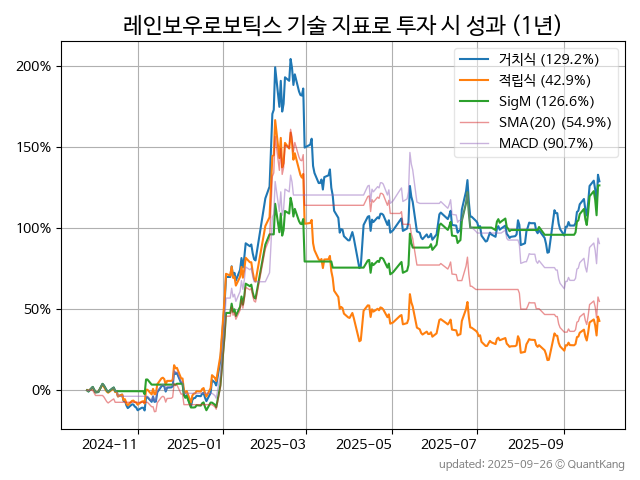 레인보우로보틱스 기술 지표로 투자 시 성과 (1년)
거치식 (129.2%)
적립식 (42.9%)
SigM (126.6%)
SMA(20) (54.9%)
MACD (90.7%)
200%
150%
100%
50%
0%
2024-11 2025-01 2025-03 2025-05 2025-07 2025-09
updated: 2025-09-26 © QuantKang